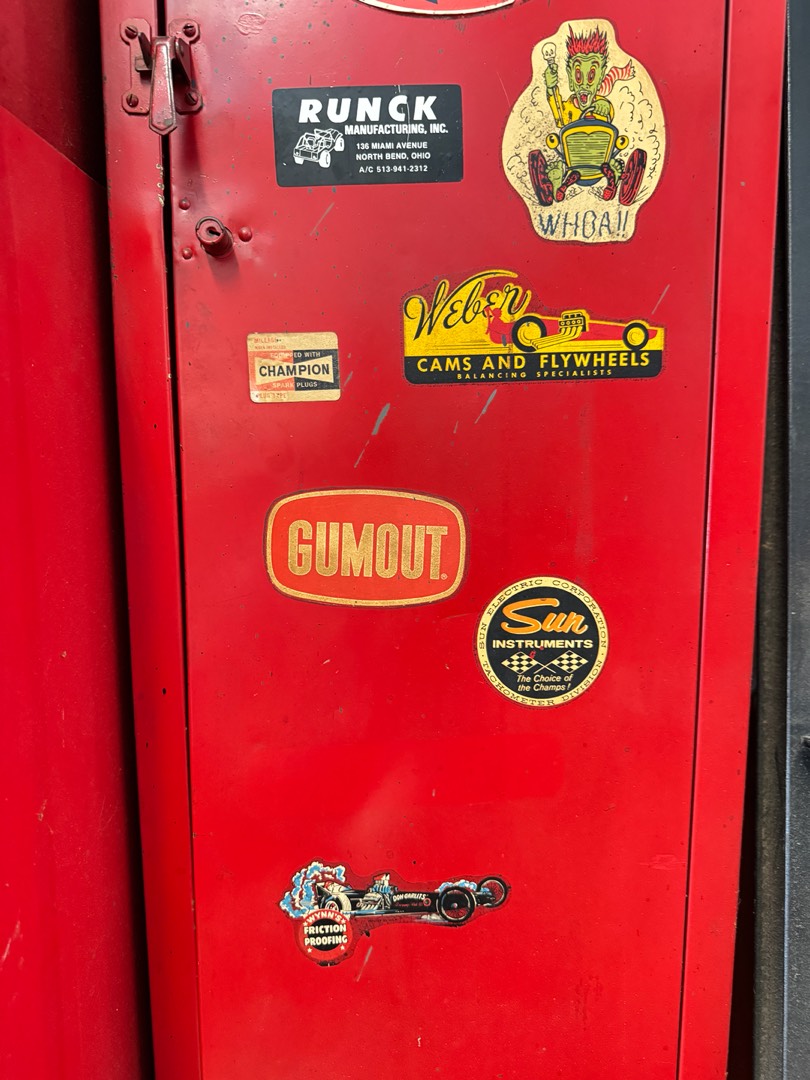 RUNCK
MANUFACTURING, INC.
136 MIAMI AVENUE
NORTH BEND, OHIO
A/C 513-941-2312
WHOA!!
Weber
CAMS AND FLYWHEELS
BALANCING SPECIALISTS
EQUIPPED WITH
CHAMPION
SPARK PLUGS
GUMOUT®
SUN ELECTRIC CORPORATION
Sun
INSTRUMENTS
The Choice of
the Champs!
TACHOMETER DIVISION
DON GARLITS
WYNN'S
FRICTION
PROOFING